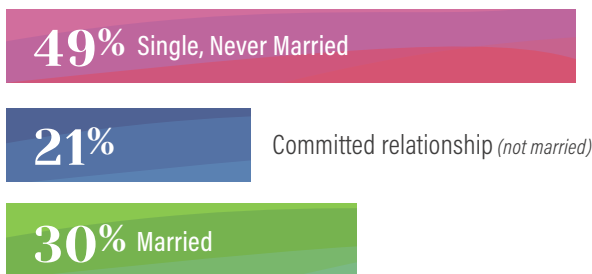 49% Single, Never Married
21% Committed relationship (not married)
30% Married